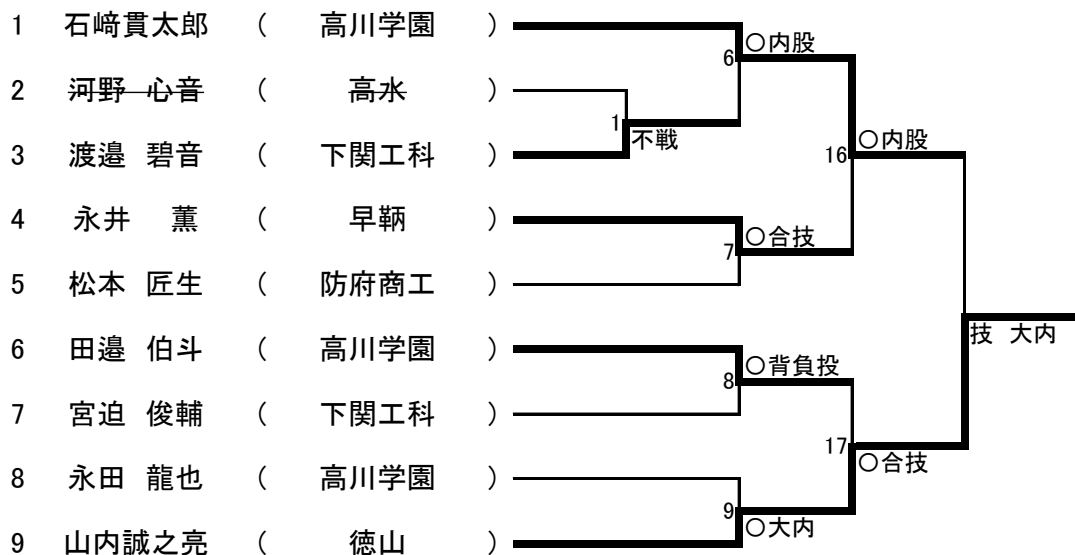 1 石﨑貫太郎 ( 高川学園 )
○内股
6
2 河野 心音 ( 高水 )
1
不戦
3 渡邉 碧音 ( 下関工科 )
16
○内股
4 永井 薫 ( 早鞆 )
○合技
7
5 松本 匠生 ( 防府商工 )
技 大内
6 田邉 伯斗 ( 高川学園 )
○背負投
8
7 宮迫 俊輔 ( 下関工科 )
17
○合技
8 永田 龍也 ( 高川学園 )
9
○大内
9 山内誠之亮 ( 徳山 )